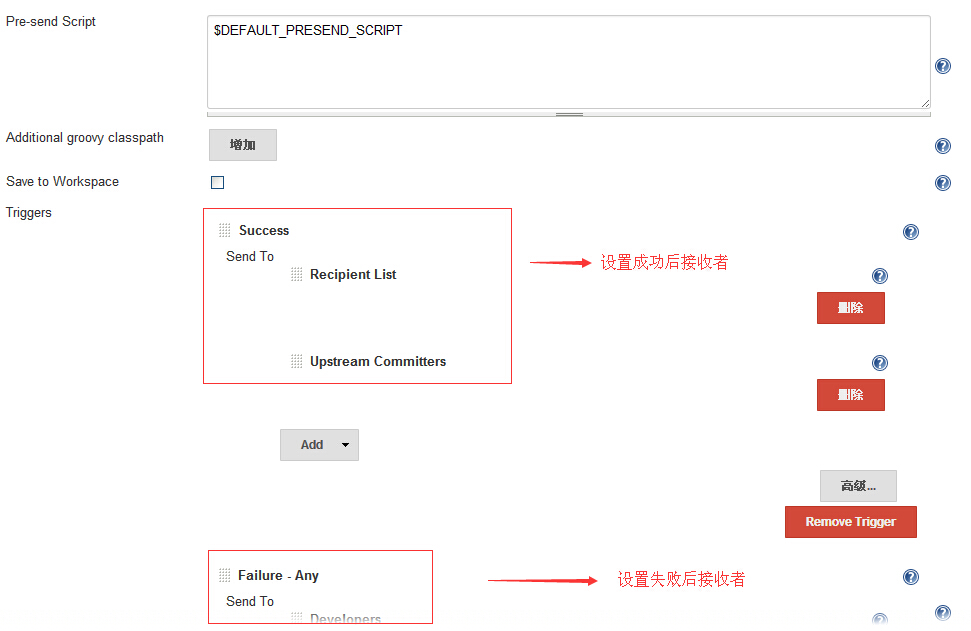 Pre-send Script
$DEFAULT_PRESEND_SCRIPT
Additional groovy classpath
增加
Save to Workspace
Triggers
Success
Send To
设置成功后接收者
Recipient List
删除
Upstream Committers
删除
Add
高级...
Remove Trigger
Failure - Any
设置失败后接收者
Send To
Developers